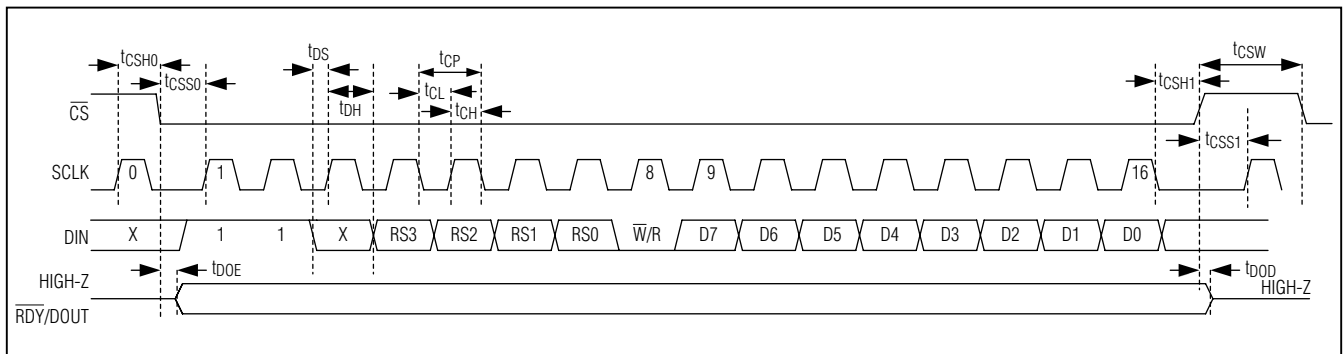 tCSH0 tDS tCP tCSW
tCSS0 tCL tCSH1
tDH tCH
CS
tCSS1
SCLK 0 1 8 9 16
DIN X 1 1 X RS3 RS2 RS1 RS0 W/R D7 D6 D5 D4 D3 D2 D1 D0
tDOE tDOD
HIGH-Z HIGH-Z
RDY/DOUT